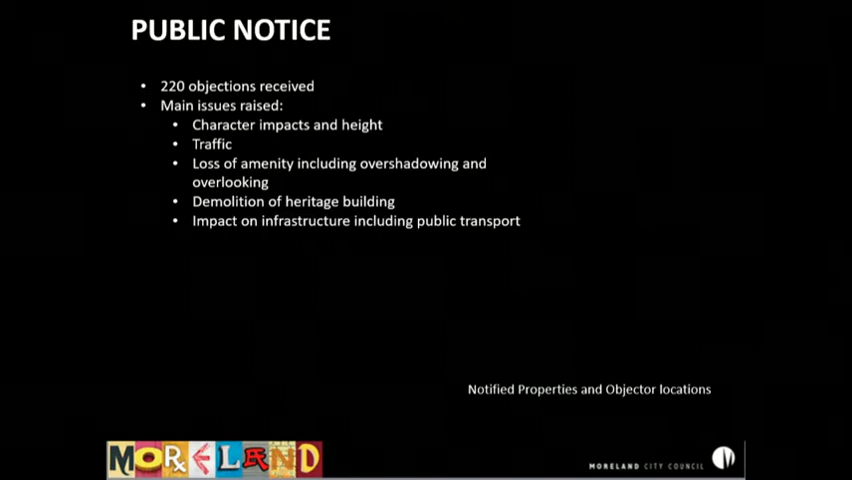 PUBLIC NOTICE
• 220 objections received
• Main issues raised:
• Character impacts and height
• Traffic
• Loss of amenity including overshadowing and
overlooking
• Demolition of heritage building
• Impact on infrastructure including public transport
Notified Properties and Objector locations
MORELAND
MORELAND CITY COUNCIL